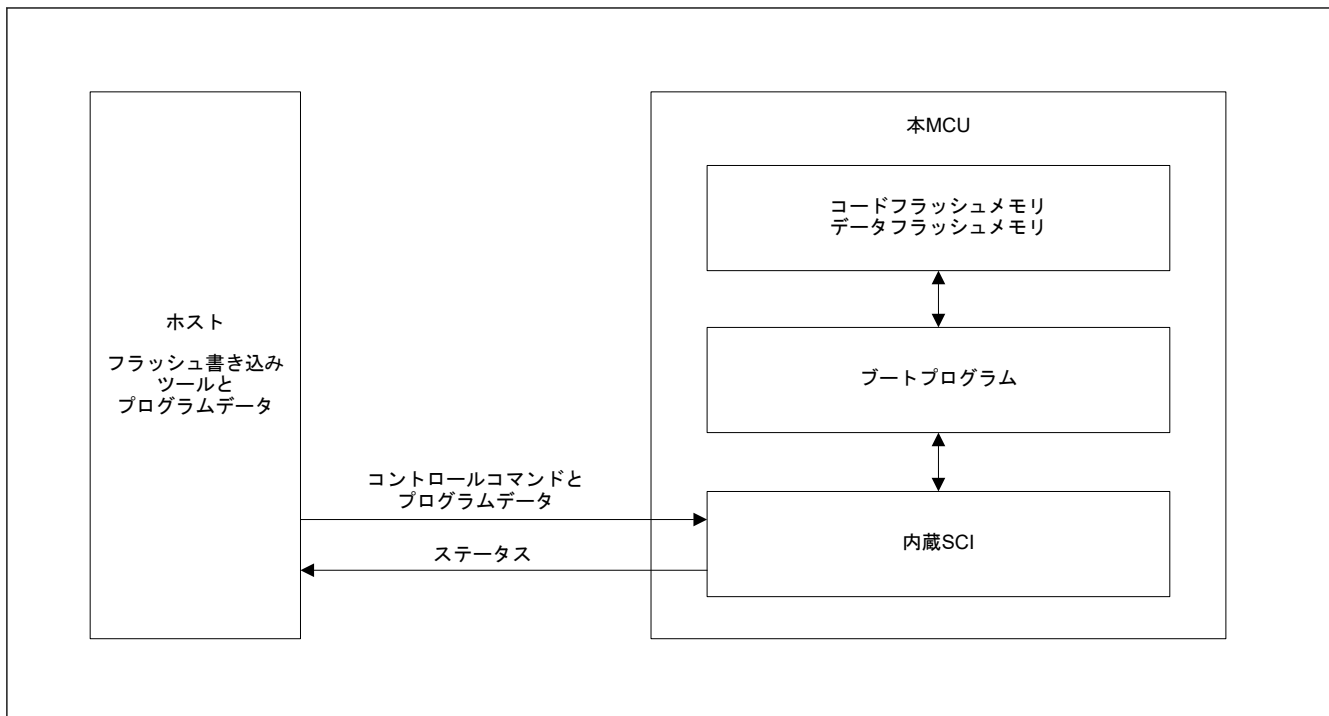 本MCU
コードフラッシュメモリ
データフラッシュメモリ
ホスト
フラッシュ書き込み
ツールと
プログラムデータ
ブートプログラム
コントロールコマンドと
プログラムデータ
ステータス
内蔵SCI